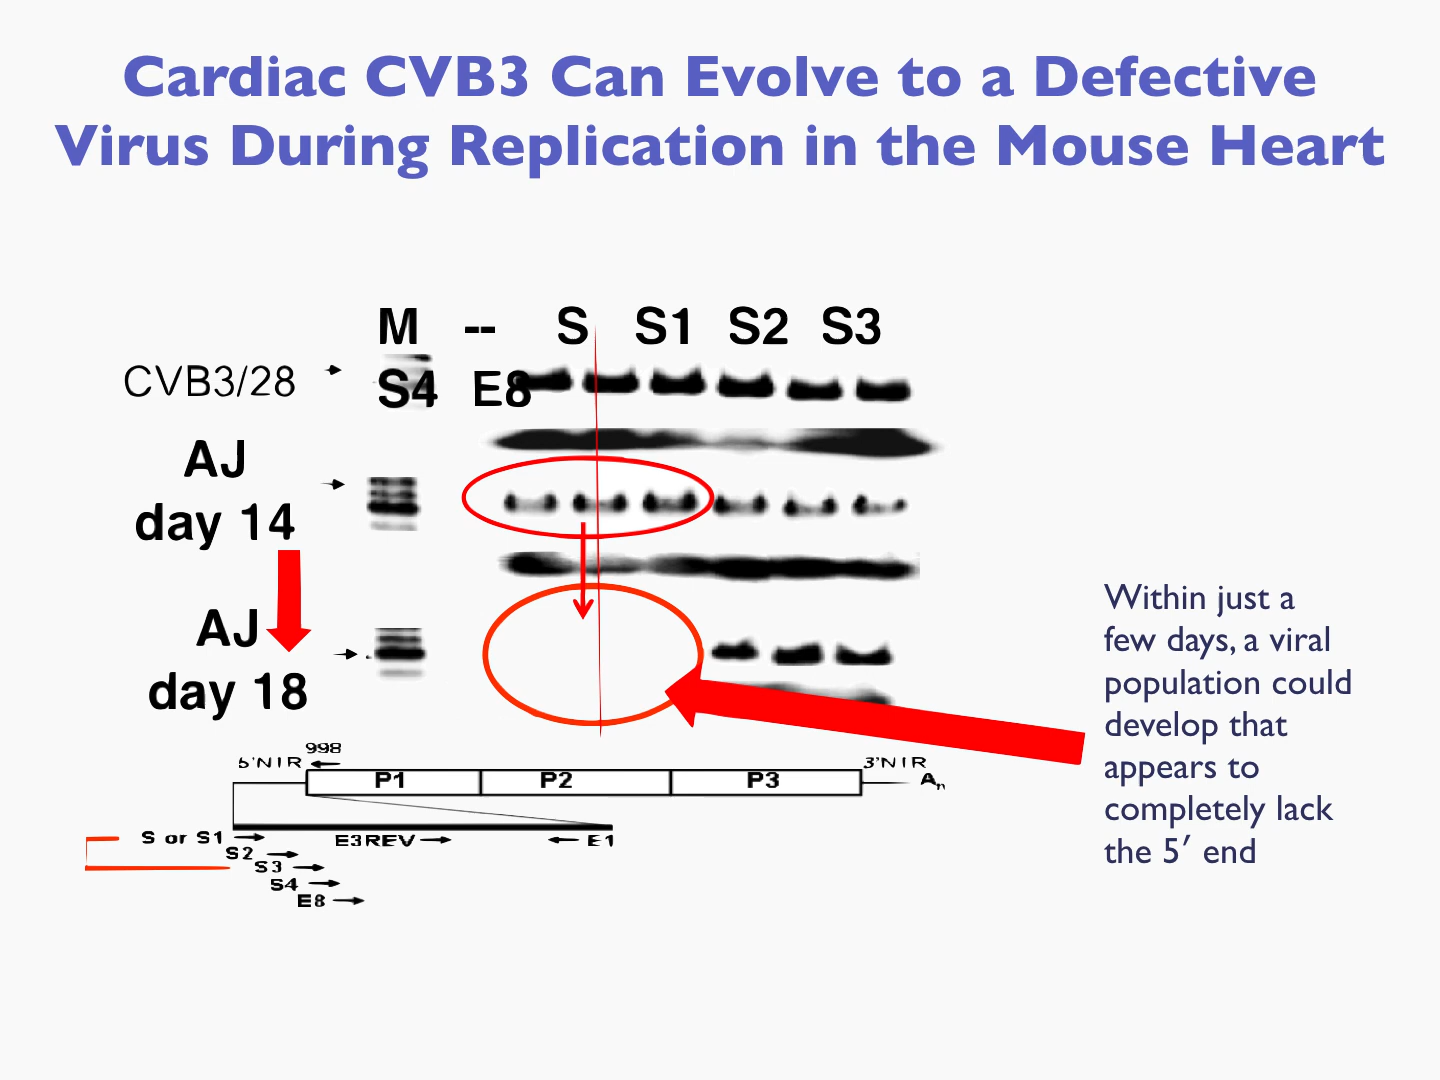 Cardiac CVB3 Can Evolve to a Defective
Virus During Replication in the Mouse Heart
M -- S S1 S2 S3
S4 E8
CVB3/28
AJ
day 14
AJ
day 18
Within just a
few days, a viral
population could
develop that
appears to
completely lack
the 5′ end
998
5'NTR
3'NTR
P1 P2 P3
An
S or S1
E3REV
E1
S2
S3
S4
E8